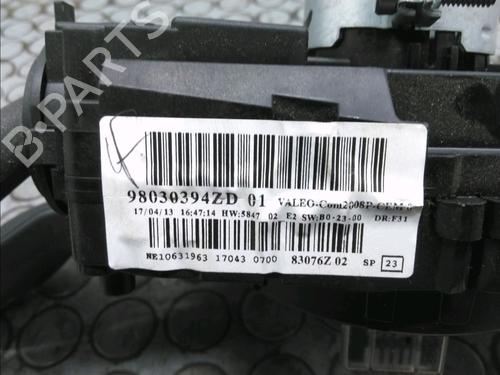 B-PARTS
98030394ZD 01 VALEO-Com2008P-CEM
17/04/13 16:47:14 HW:5847 02 E2 SW:B0-23-00 DR:F31
NE10631963 17043 0700 83076Z 02 SP 23